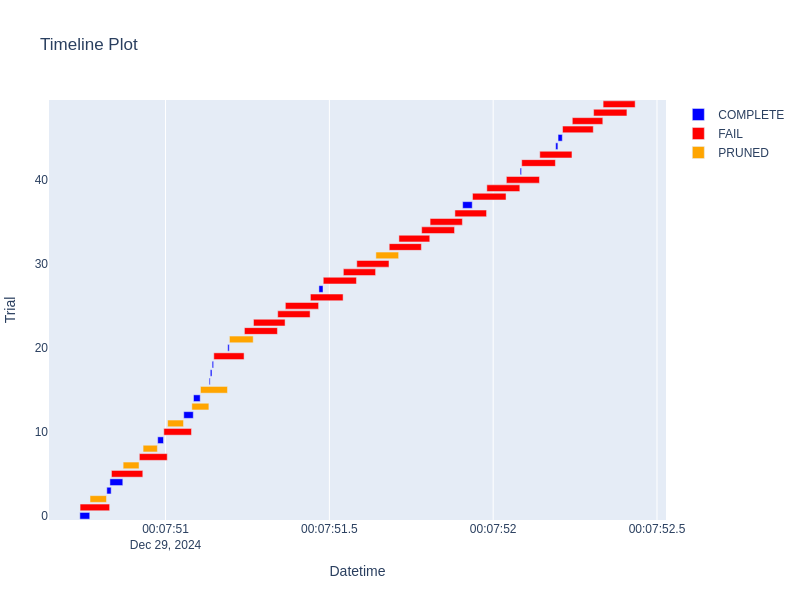 Timeline Plot
COMPLETE
FAIL
PRUNED
40
30
20
10
0
Trial
00:07:51
00:07:51.5
00:07:52
00:07:52.5
Dec 29, 2024
Datetime